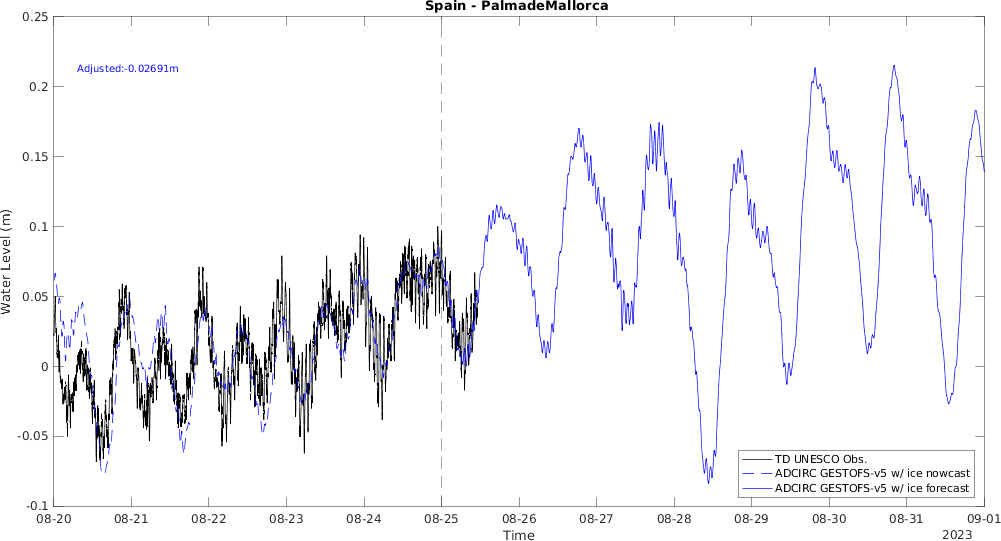 Spain - PalmadeMallorca
Adjusted:-0.02691m
Water Level (m)
0.25
0.2
0.15
0.1
0.05
0
-0.05
-0.1
TD UNESCO Obs.
ADCIRC GESTOFS-v5 w/ ice nowcast
ADCIRC GESTOFS-v5 w/ ice forecast
08-20 08-21 08-22 08-23 08-24 08-25 08-26 08-27 08-28 08-29 08-30 08-31 09-01
Time
2023